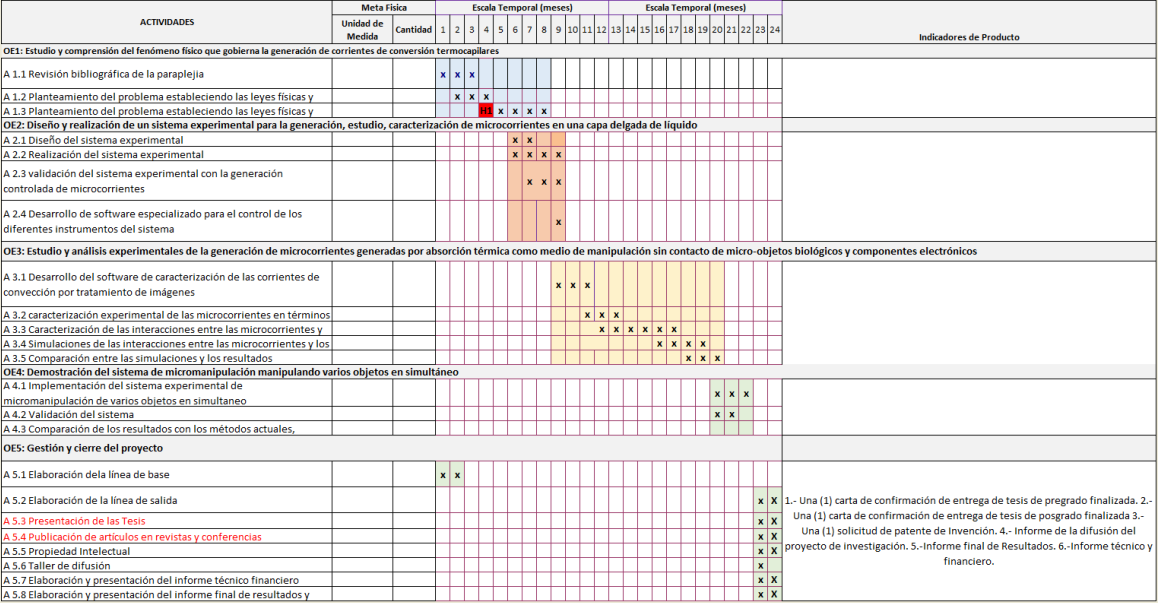 ACTIVIDADES Meta Fisica Escala Temporal (meses) Escala Temporal (meses) Indicadores de Producto
Unidad de Medida Cantidad 1 2 3 4 5 6 7 8 9 10 11 12 13 14 15 16 17 18 19 20 21 22 23 24
OE1: Estudio y comprensión del fenómeno físico que gobierna la generación de corrientes de conversión termocapilares
A 1.1 Revisión bibliográfica de la paraplejia x x x
A 1.2 Planteamiento del problema estableciendo las leyes físicas y x x x
A 1.3 Planteamiento del problema estableciendo las leyes físicas y H1 x x x x
OE2: Diseño y realización de un sistema experimental para la generación, estudio, caracterización de microcorrientes en una capa delgada de líquido
A 2.1 Diseño del sistema experimental x x
A 2.2 Realización del sistema experimental x x x x
A 2.3 validación del sistema experimental con la generación
controlada de microcorrientes x x x
A 2.4 Desarrollo de software especializado para el control de los
diferentes instrumentos del sistema x
OE3: Estudio y análisis experimentales de la generación de microcorrientes generadas por absorción térmica como medio de manipulación sin contacto de micro-objetos biológicos y componentes electrónicos
A 3.1 Desarrollo del software de caracterización de las corrientes de
convección por tratamiento de imágenes x x x
A 3.2 caracterización experimental de las microcorrientes en términos x x x
A 3.3 Caracterización de las interacciones entre las microcorrientes y x x x x x x
A 3.4 Simulaciones de las interacciones entre las microcorrientes y los x x x x
A 3.5 Comparación entre las simulaciones y los resultados x x x
OE4: Demostración del sistema de micromanipulación manipulando varios objetos en simultáneo
A 4.1 Implementación del sistema experimental de
micromanipulación de varios objetos en simultaneo x x x
A 4.2 Validación del sistema x x
A 4.3 Comparación de los resultados con los métodos actuales,
OE5: Gestión y cierre del proyecto
A 5.1 Elaboración dela línea de base x x
A 5.2 Elaboración de la línea de salida x X
A 5.3 Presentación de las Tesis x X
A 5.4 Publicación de artículos en revistas y conferencias x X
A 5.5 Propiedad Intelectual x X
A 5.6 Taller de difusión x
A 5.7 Elaboración y presentación del informe técnico financiero x X
A 5.8 Elaboración y presentación del informe final de resultados y x X
1.- Una (1) carta de confirmación de entrega de tesis de pregrado finalizada. 2.-
Una (1) carta de confirmación de entrega de tesis de posgrado finalizada 3.-
Una (1) solicitud de patente de Invención. 4.- Informe de la difusión del
proyecto de investigación. 5.-Informe final de Resultados. 6.-Informe técnico y
financiero.